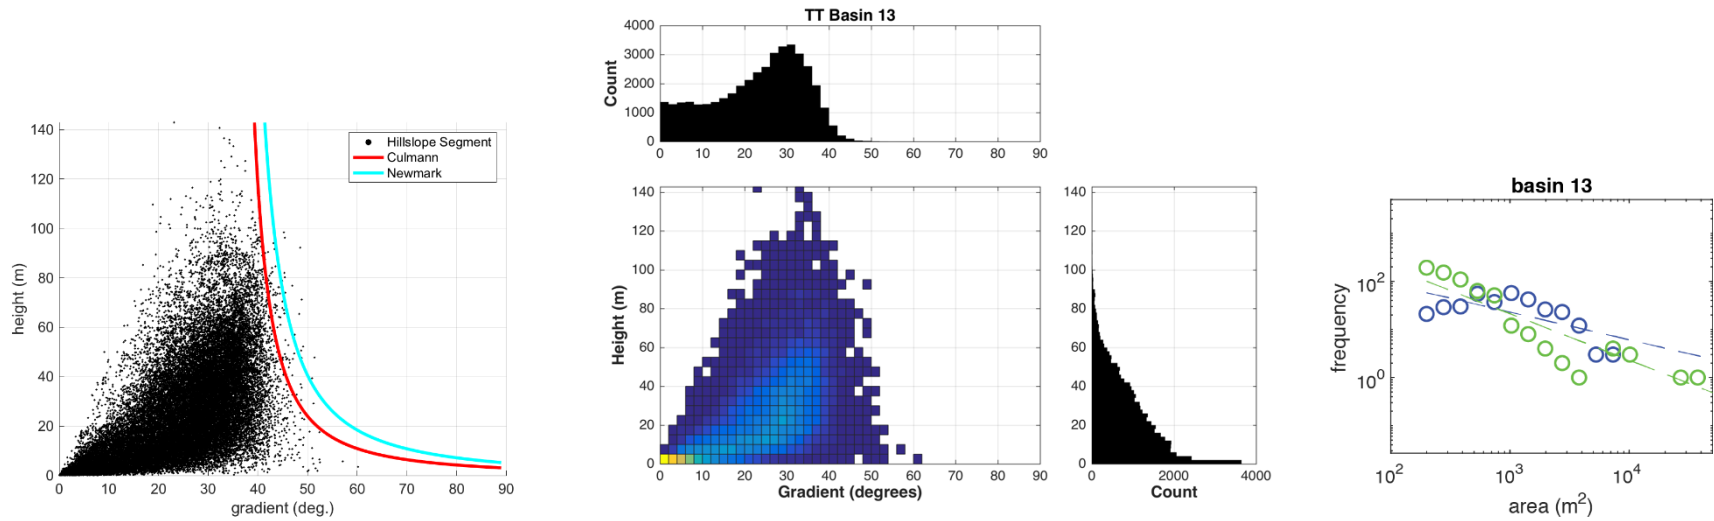 TT Basin 13
4000
3000
2000
1000
0
Count
0 10 20 30 40 50 60 70 80 90
140
120
100
80
60
40
20
0
height (m)
Hillslope Segment
Culmann
Newmark
0 10 20 30 40 50 60 70 80 90
gradient (deg.)
140
120
100
80
60
40
20
0
Height (m)
0 10 20 30 40 50 60 70 80 90
Gradient (degrees)
140
120
100
80
60
40
20
0
0 1000 2000 3000 4000
Count
basin 13
10²
10⁰
frequency
10² 10³ 10⁴
area (m²)